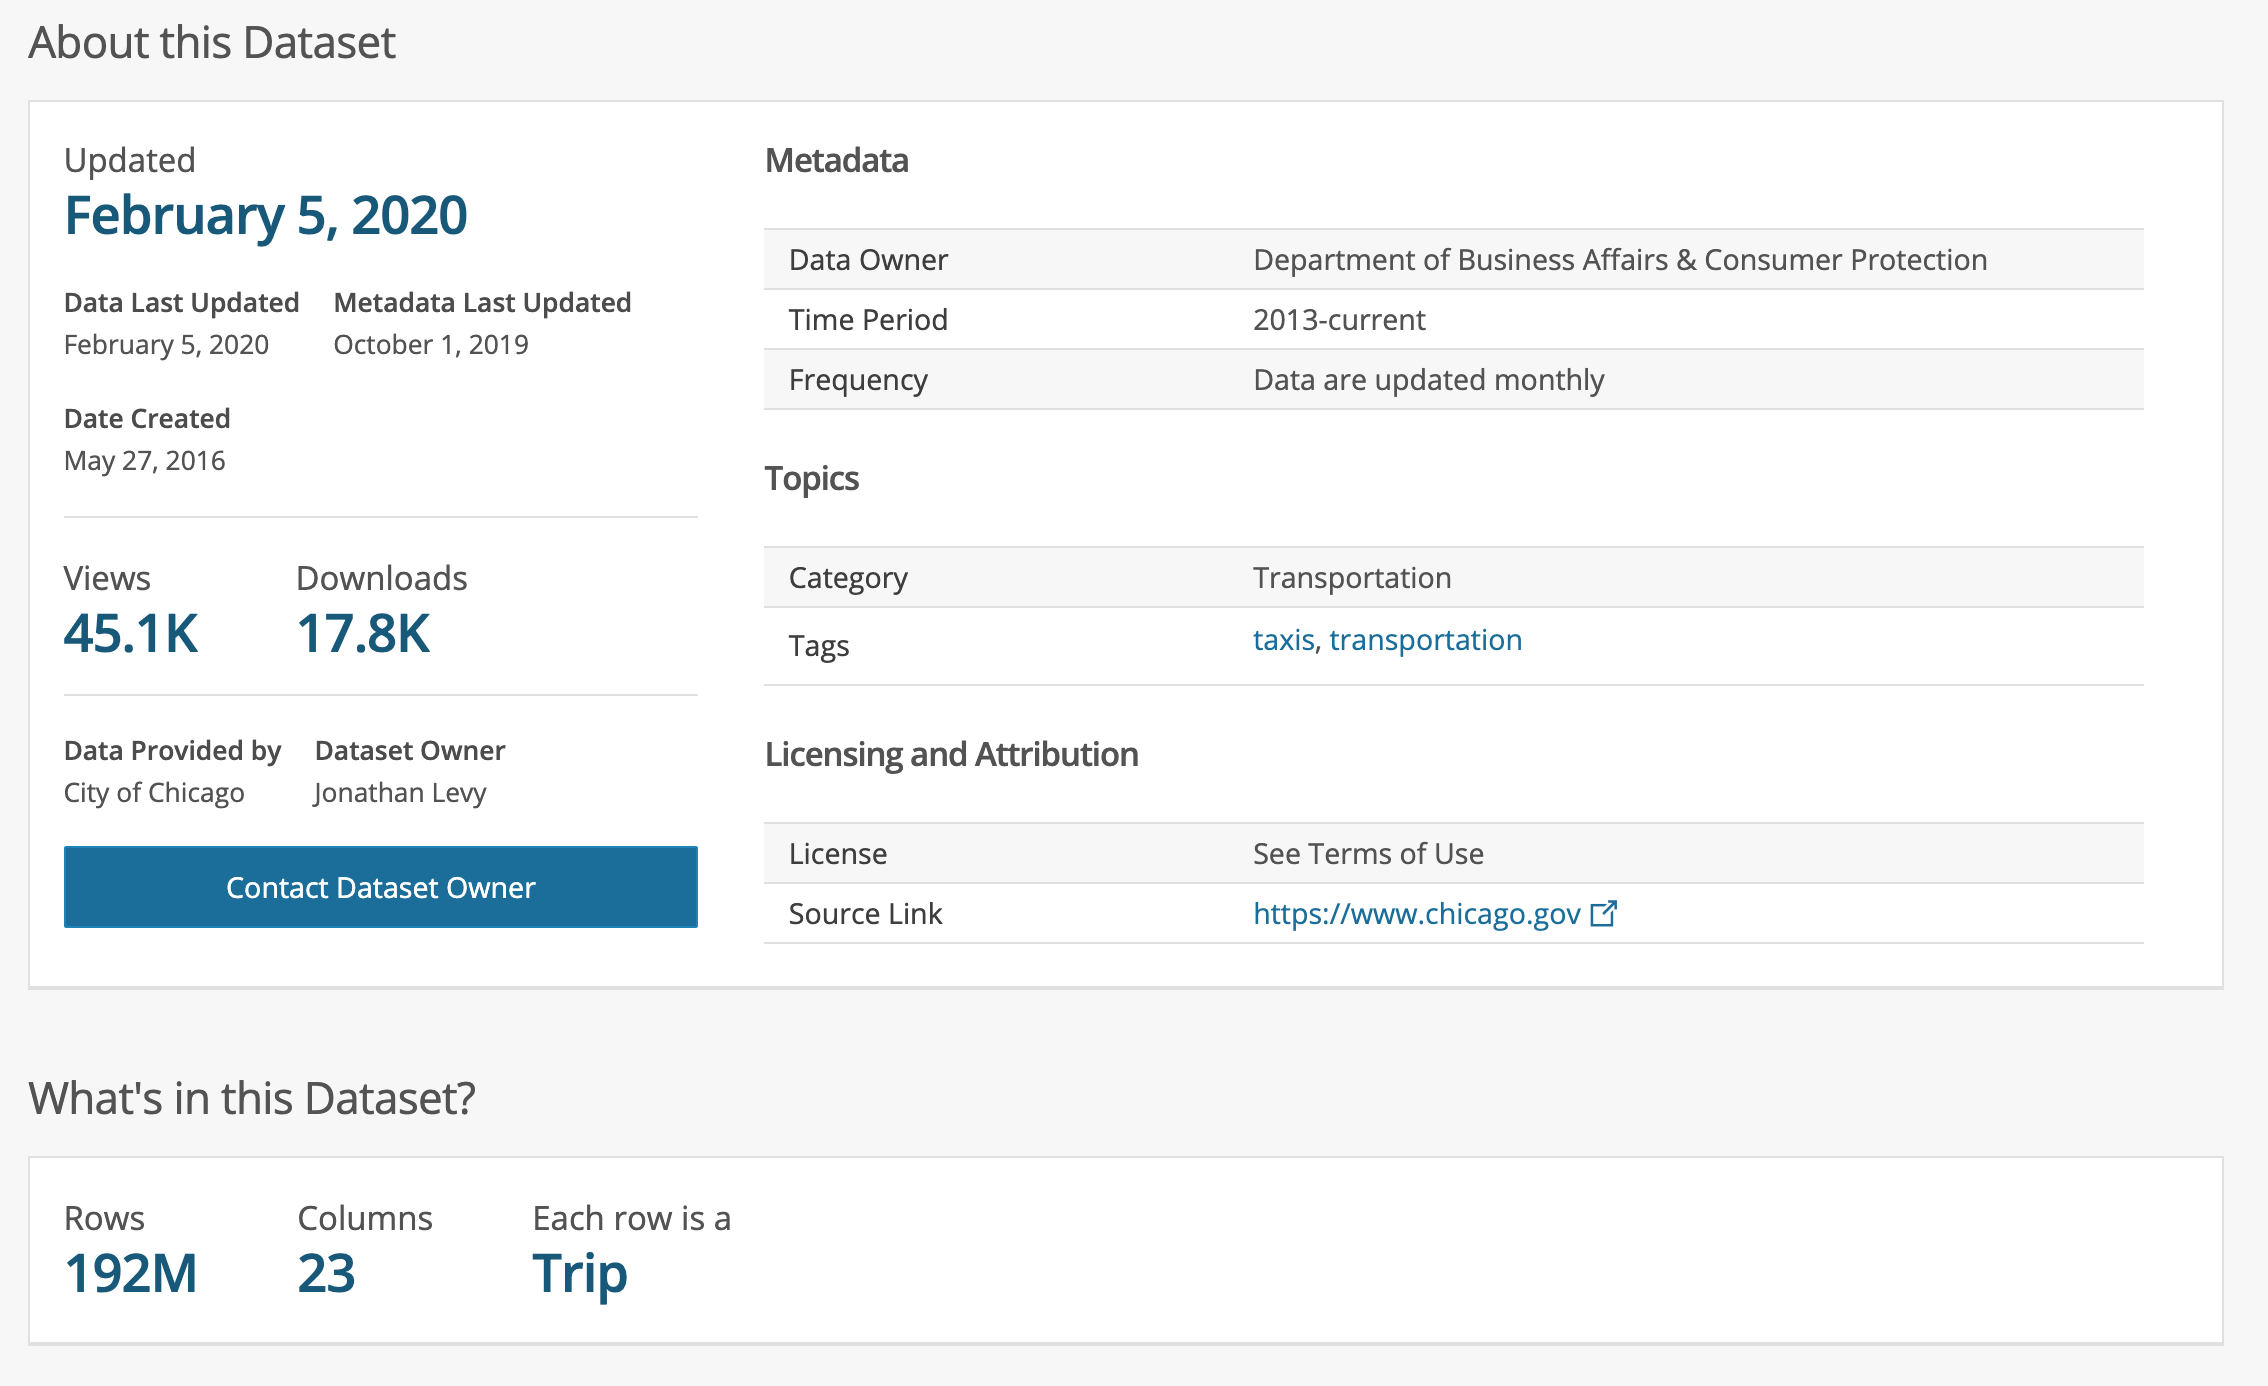 About this Dataset
Updated
February 5, 2020
Data Last Updated Metadata Last Updated
February 5, 2020 October 1, 2019
Date Created
May 27, 2016
Views Downloads
45.1K 17.8K
Data Provided by Dataset Owner
City of Chicago Jonathan Levy
Contact Dataset Owner
Metadata
Data Owner Department of Business Affairs & Consumer Protection
Time Period 2013-current
Frequency Data are updated monthly
Topics
Category Transportation
Tags taxis, transportation
Licensing and Attribution
License See Terms of Use
Source Link https://www.chicago.gov
What's in this Dataset?
Rows Columns Each row is a
192M 23 Trip